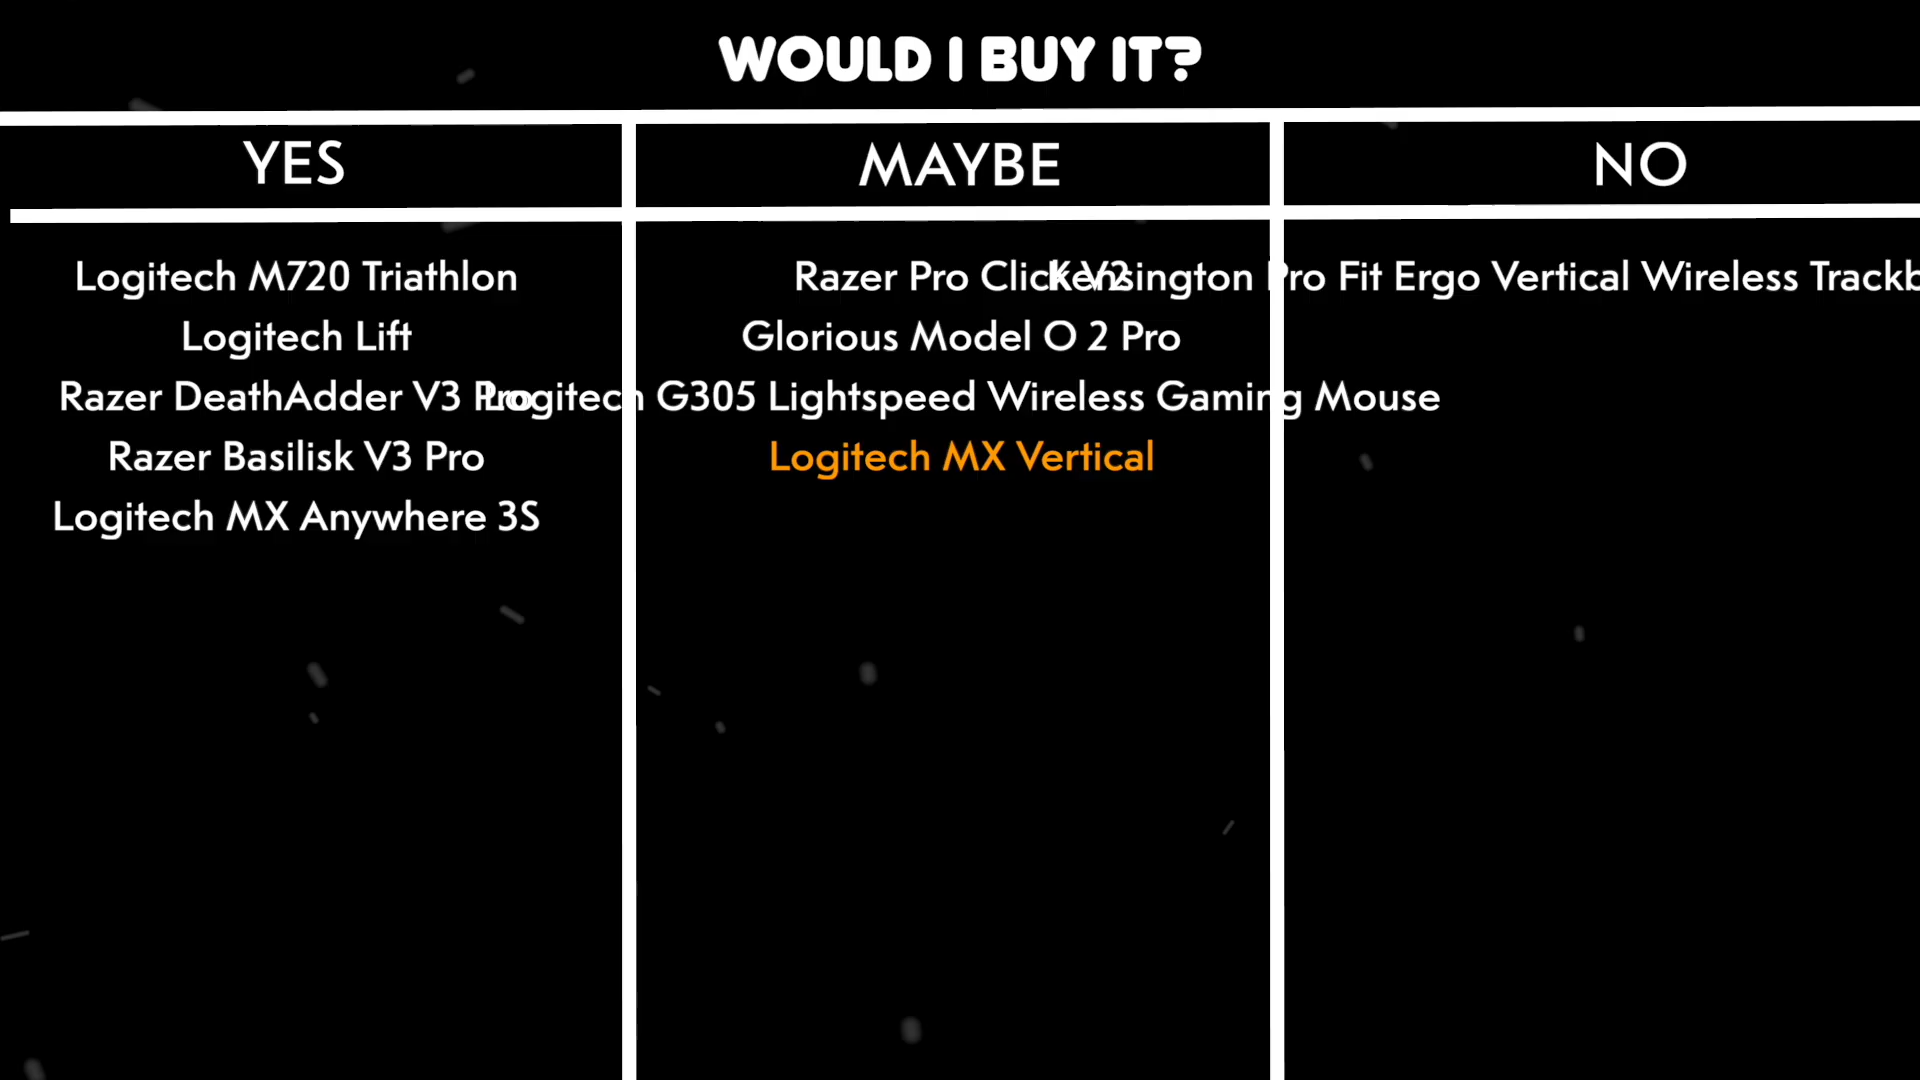 WOULD I BUY IT?
YES
MAYBE
NO
Logitech M720 Triathlon
Logitech Lift
Razer DeathAdder V3 Pro
Razer Basilisk V3 Pro
Logitech MX Anywhere 3S
Razer Pro Click V2
Glorious Model O 2 Pro
Logitech G305 Lightspeed Wireless Gaming Mouse
Logitech MX Vertical
Kensington Pro Fit Ergo Vertical Wireless Trackb